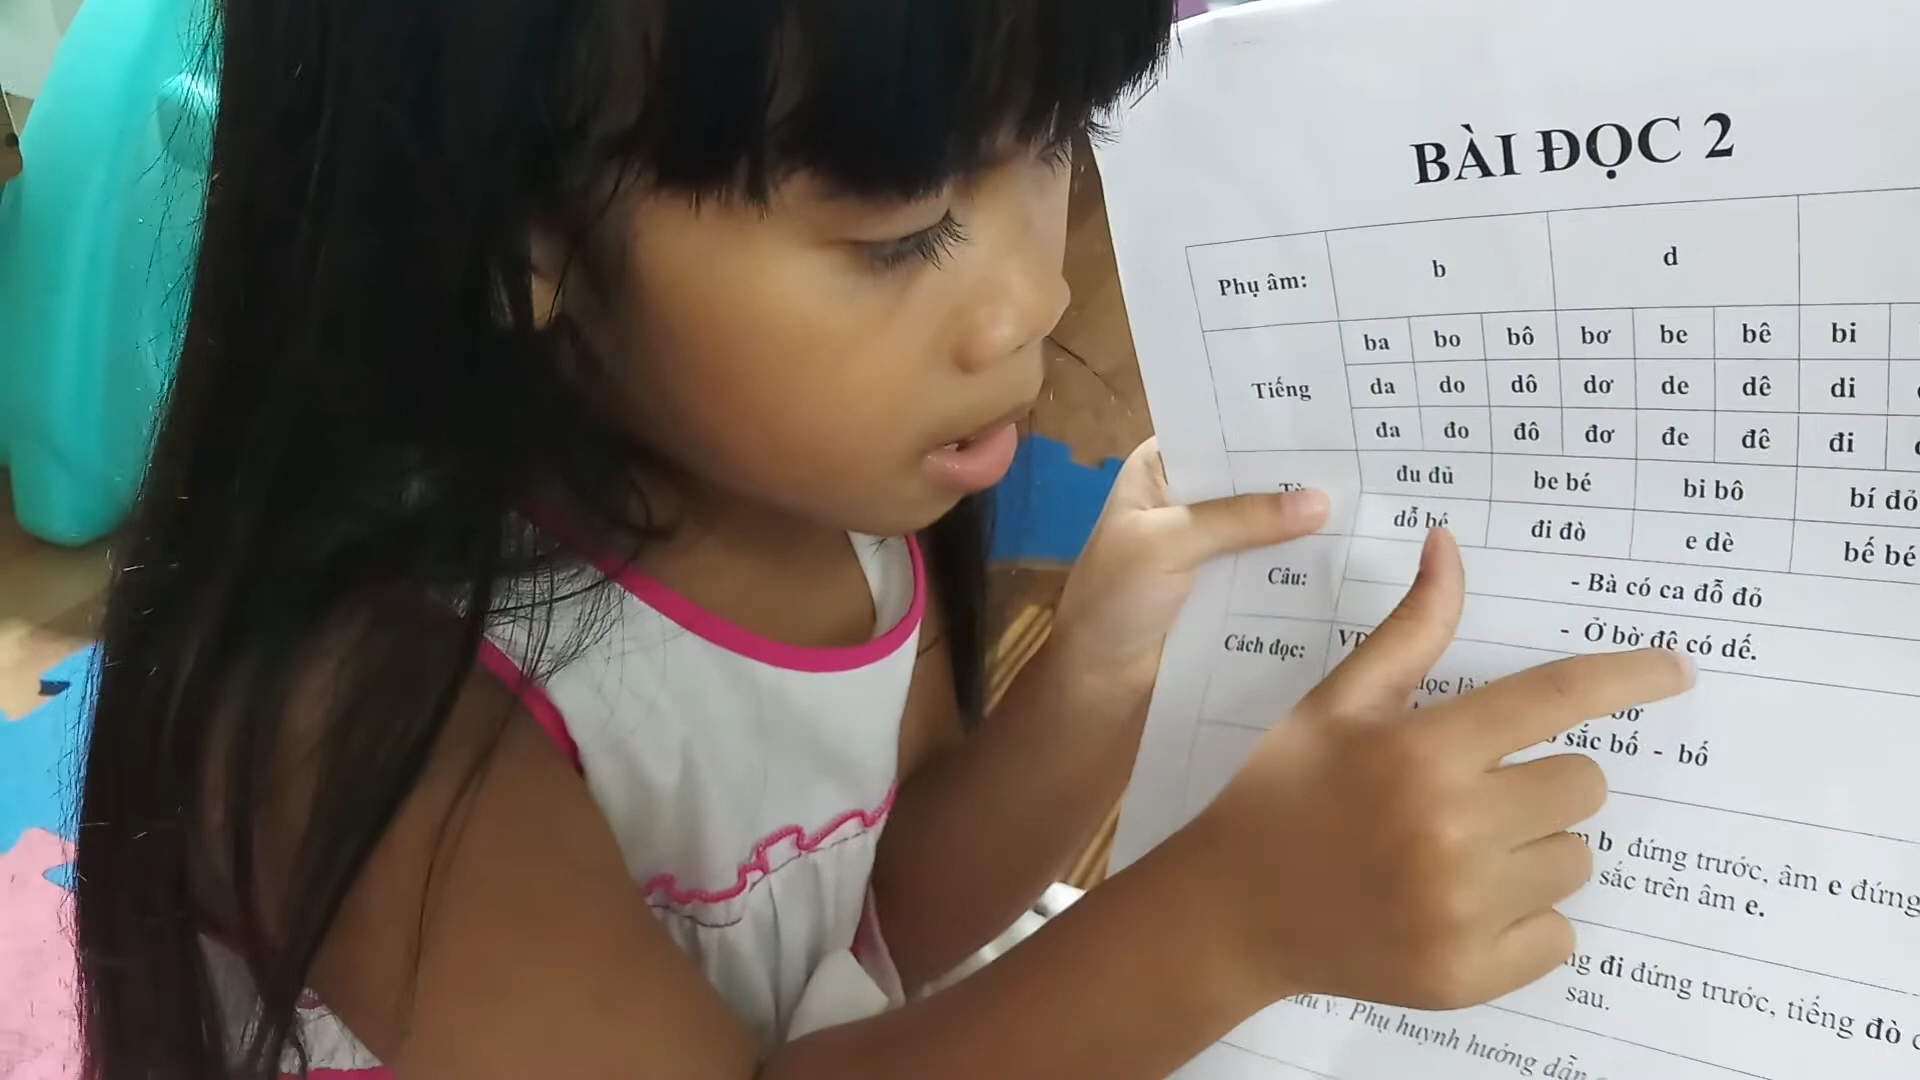 BÀI ĐỌC 2
Phụ âm: b d
Tiếng
ba bo bô bơ be bê bi
da do dô dơ de dê di
đa đo đô đơ đe đê đi
đu đủ be bé bi bô bí đỏ
dỗ bé đi đò e dè bế bé
Câu:
- Bà có ca đỗ đỏ
- Ở bờ đê có dế.
Cách đọc:
sắc bố - bố
b đứng trước, âm e đứng
sắc trên âm e.
đi đứng trước, tiếng đò
sau.
Phụ huynh hướng dẫn